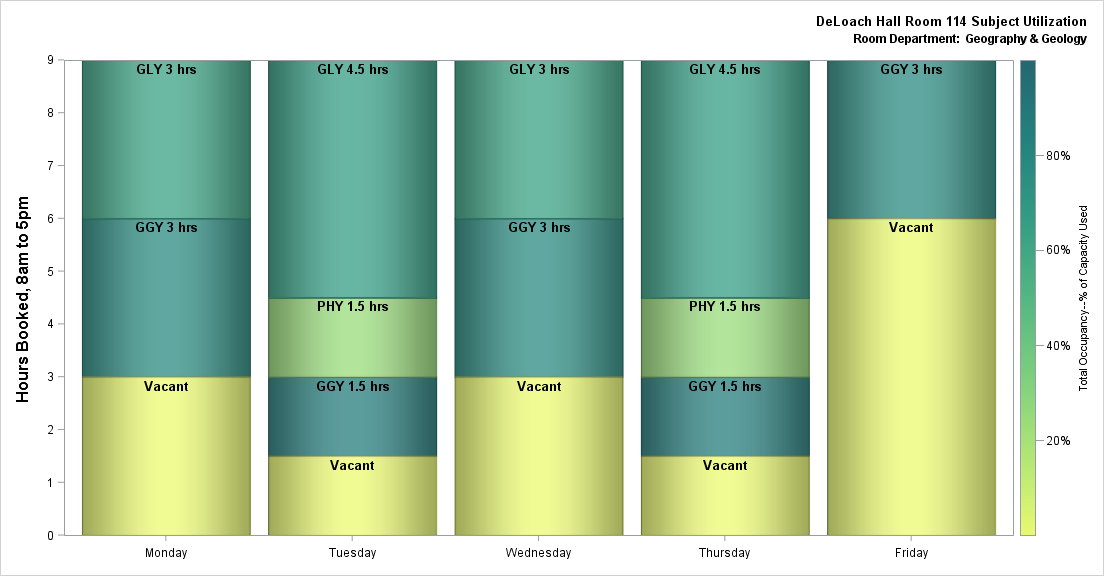 DeLoach Hall Room 114 Subject Utilization
Room Department: Geography & Geology
Hours Booked, 8am to 5pm
9
8
7
6
5
4
3
2
1
0
GLY 3 hrs
GGY 3 hrs
Vacant
GLY 4.5 hrs
PHY 1.5 hrs
GGY 1.5 hrs
Vacant
GLY 3 hrs
GGY 3 hrs
Vacant
GLY 4.5 hrs
PHY 1.5 hrs
GGY 1.5 hrs
Vacant
GGY 3 hrs
Vacant
Monday
Tuesday
Wednesday
Thursday
Friday
80%
60%
40%
20%
Total Occupancy--% of Capacity Used